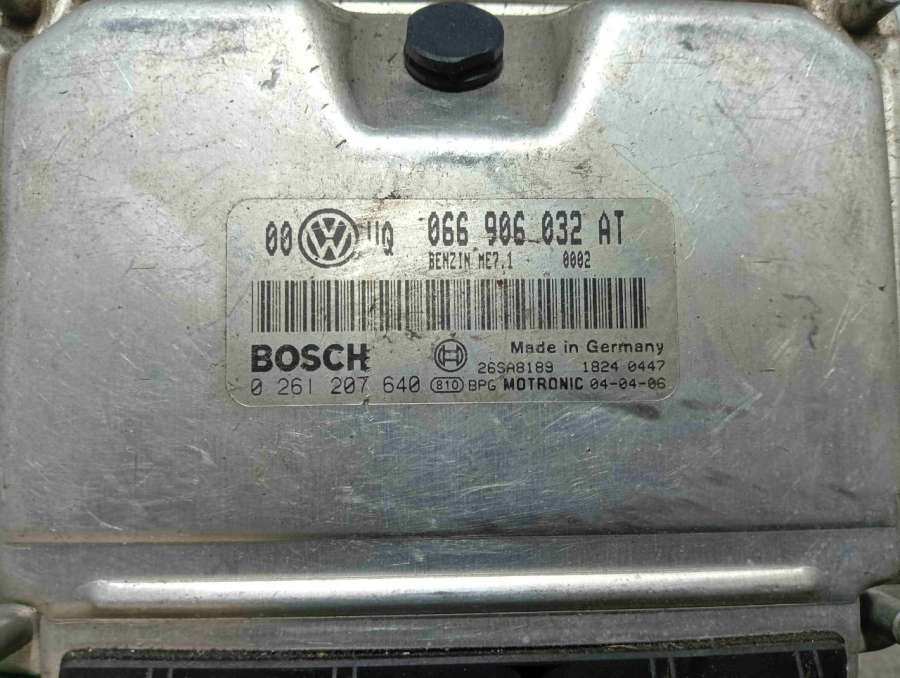 00 VW UQ 066 906 032 AT
BENZIN ME7.1 0002
BOSCH Made in Germany
26SA8189 1824 0447
0 261 207 640 810 BPG MOTRONIC 04-04-06